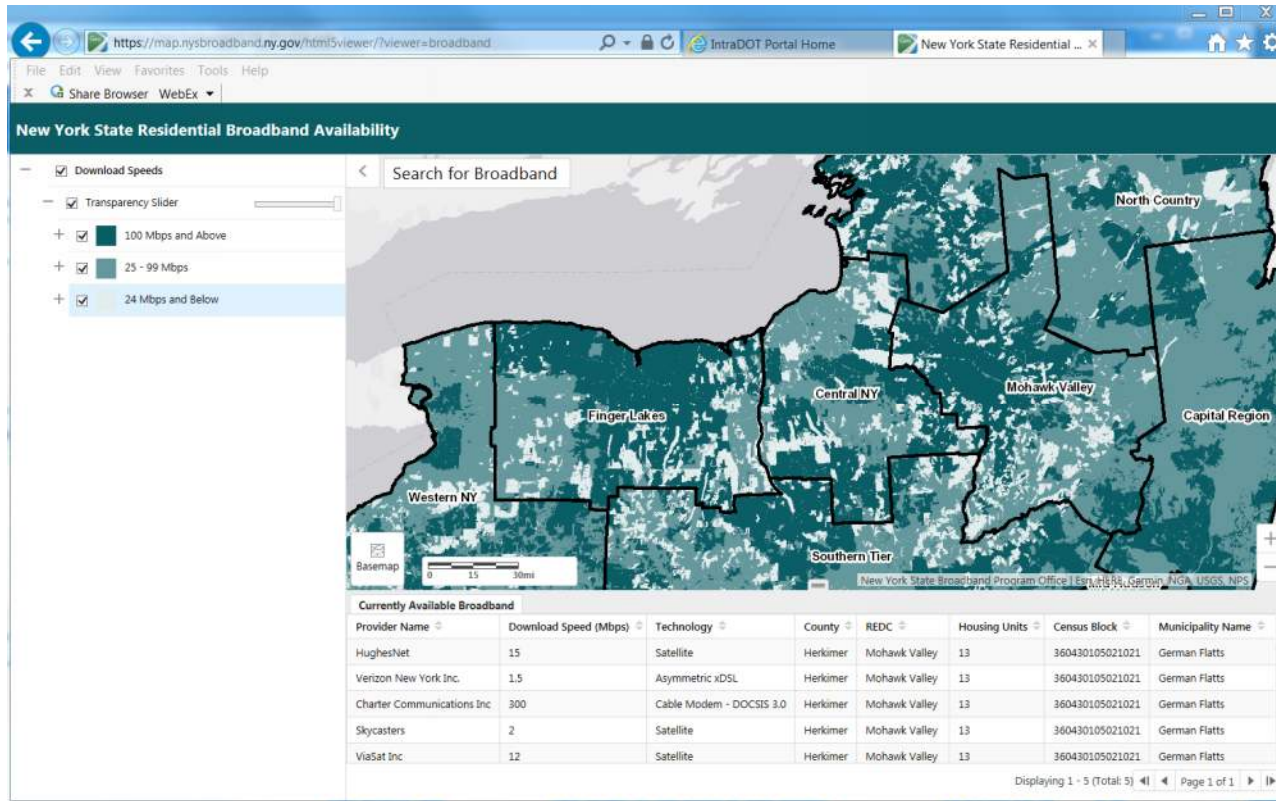 https://map.nysbroadband.ny.gov/html5viewer/?viewer=broadband
IntraDOT Portal Home
New York State Residential ...
File Edit View Favorites Tools Help
x Share Browser WebEx
New York State Residential Broadband Availability
Download Speeds
Transparency Slider
100 Mbps and Above
25 - 99 Mbps
24 Mbps and Below
Search for Broadband
North Country
Mohawk Valley
Central NY
Finger Lakes
Capital Region
Western NY
Southern Tier
Basemap
0 15 30mi
New York State Broadband Program Office | Esri, HERE, Garmin, NGA, USGS, NPS
Currently Available Broadband
Provider Name Download Speed (Mbps) Technology County REDC Housing Units Census Block Municipality Name
HughesNet 15 Satellite Herkimer Mohawk Valley 13 360430105021021 German Flatts
Verizon New York Inc. 1.5 Asymmetric xDSL Herkimer Mohawk Valley 13 360430105021021 German Flatts
Charter Communications Inc 300 Cable Modem - DOCSIS 3.0 Herkimer Mohawk Valley 13 360430105021021 German Flatts
Skycasters 2 Satellite Herkimer Mohawk Valley 13 360430105021021 German Flatts
ViaSat Inc 12 Satellite Herkimer Mohawk Valley 13 360430105021021 German Flatts
Displaying 1 - 5 (Total: 5) Page 1 of 1